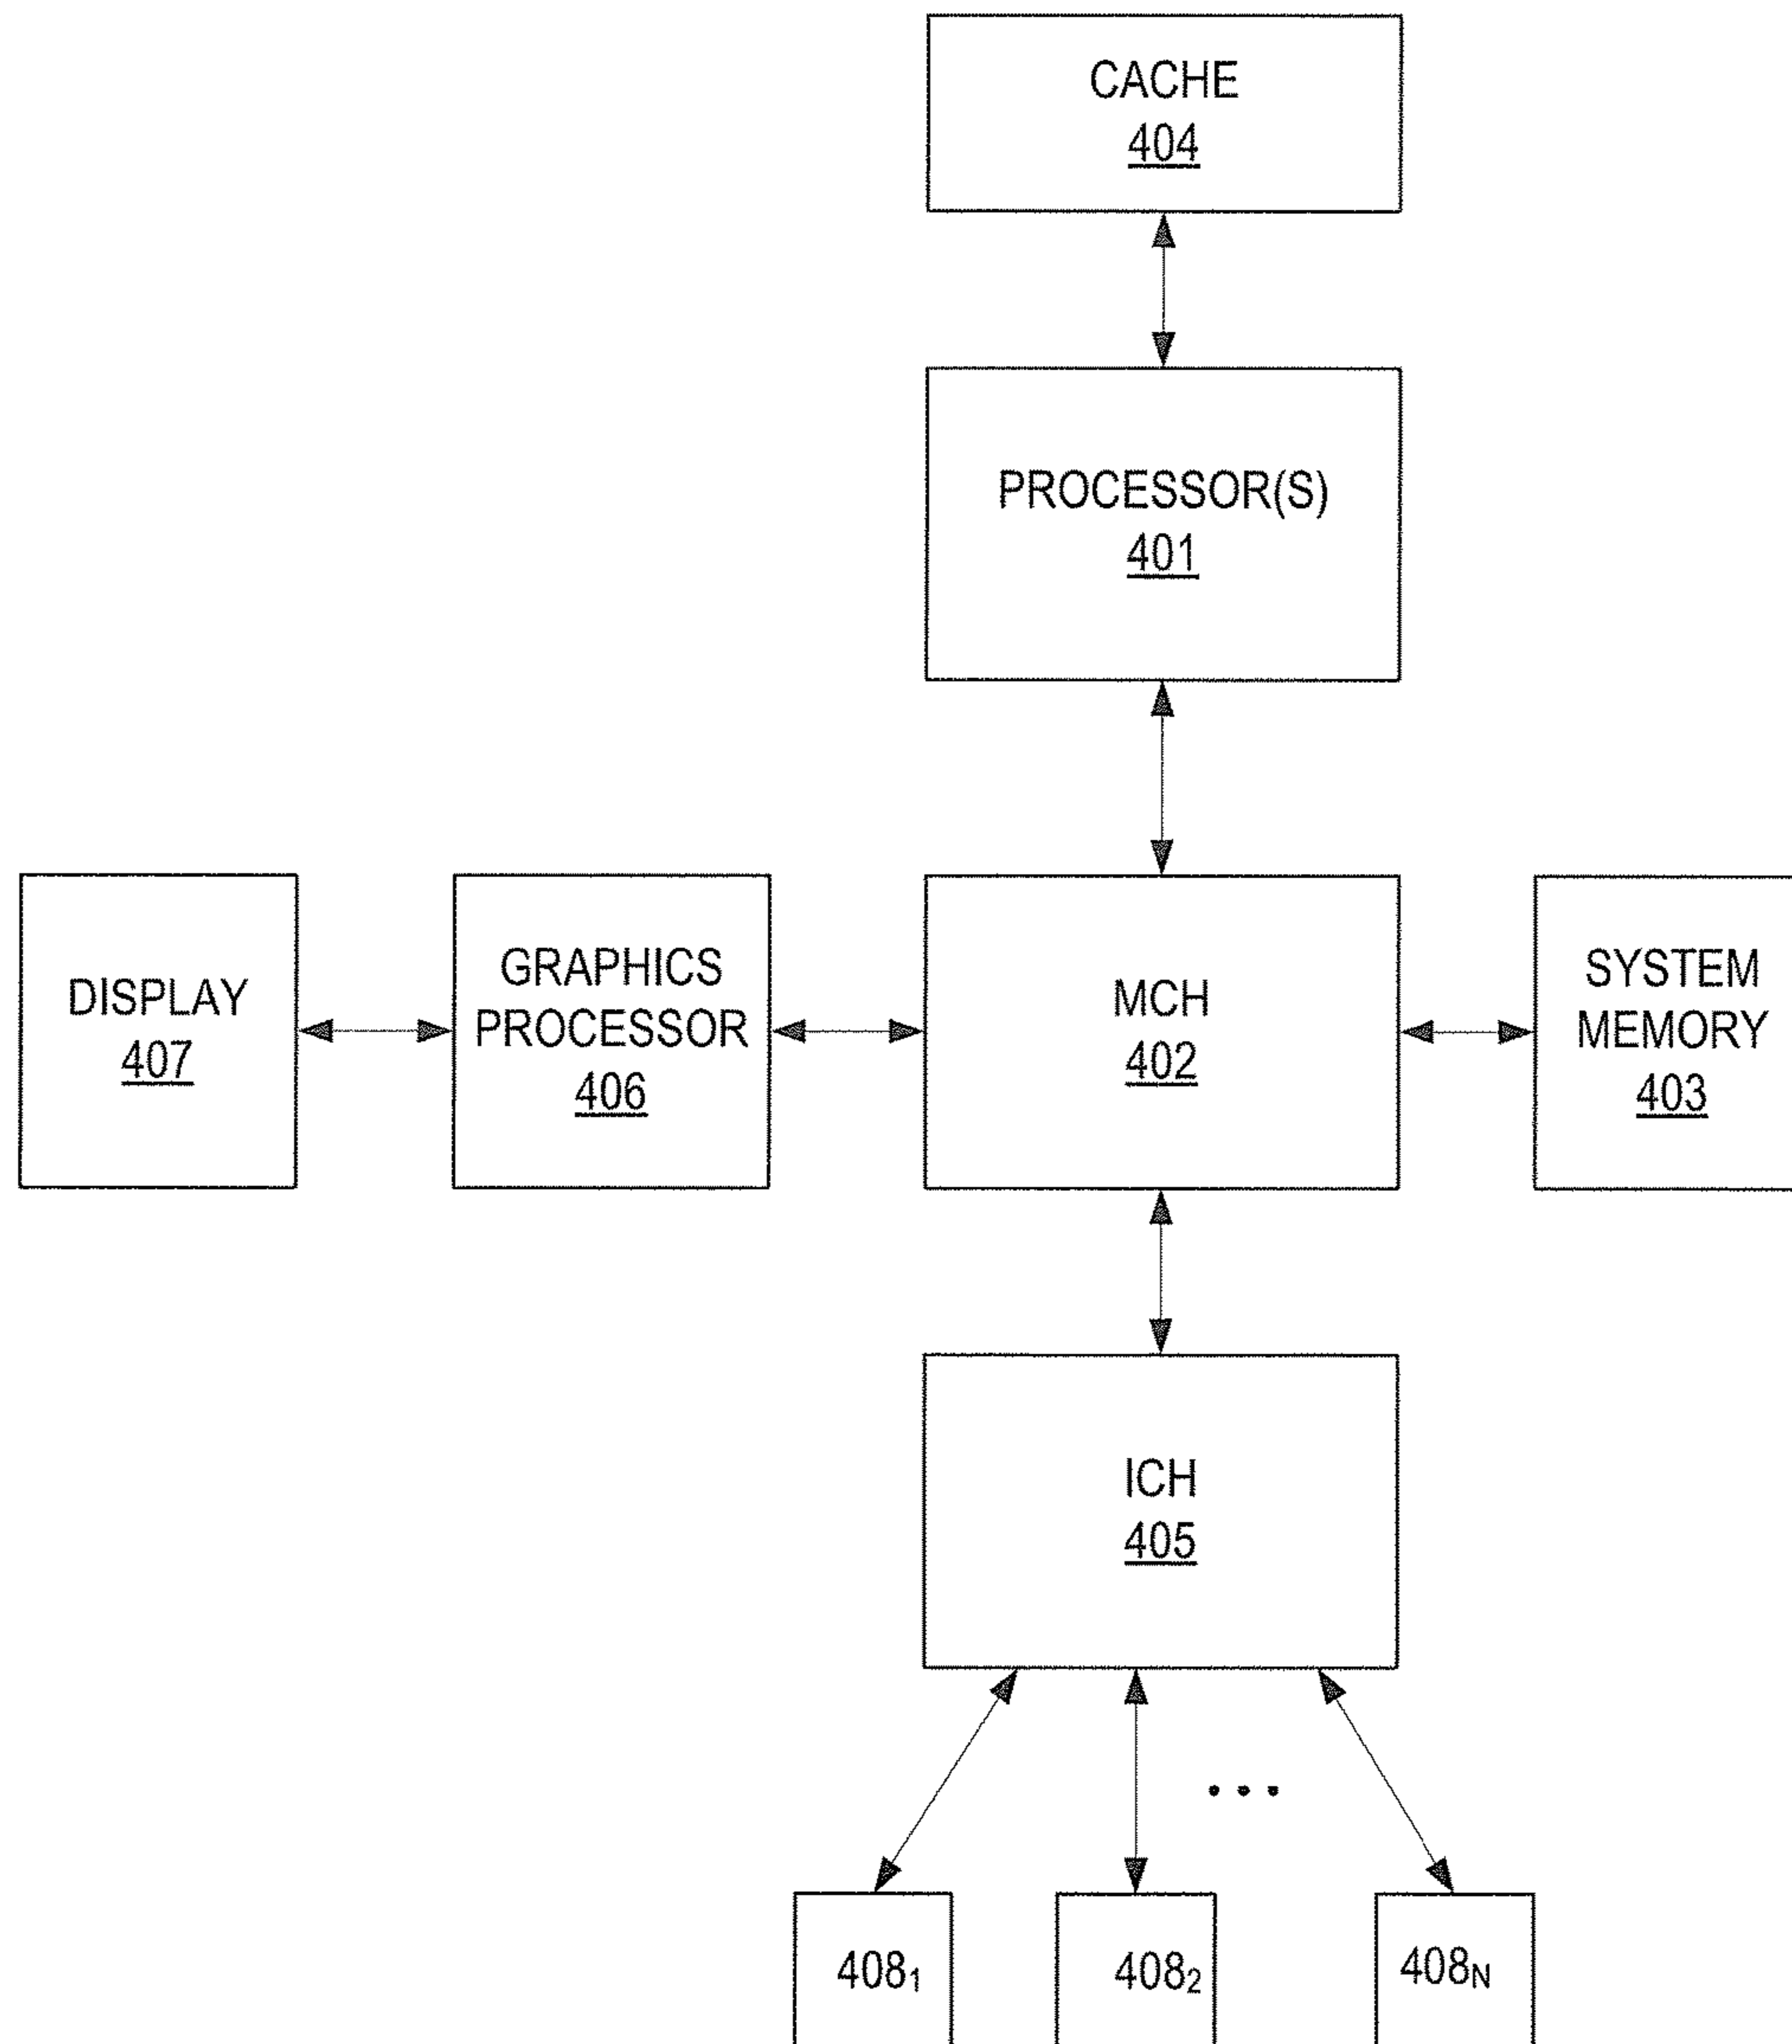 CACHE
404
PROCESSOR(S)
401
DISPLAY
407
GRAPHICS
PROCESSOR
406
MCH
402
SYSTEM
MEMORY
403
ICH
405
...
408₁ 408₂ 408N